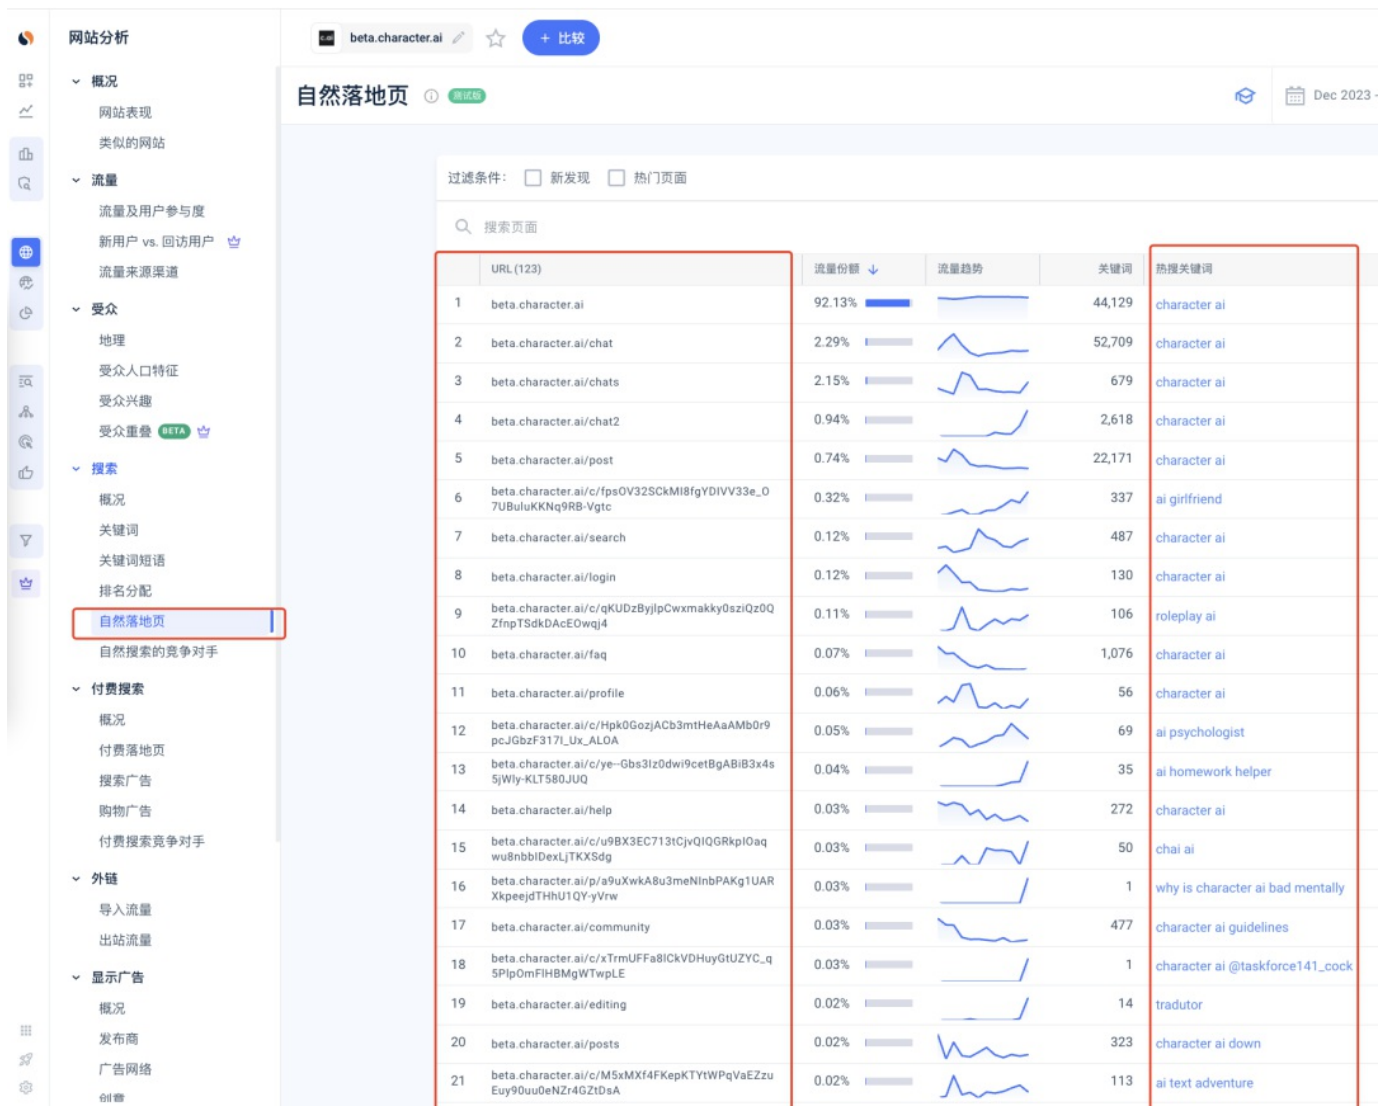 网站分析
概况
网站表现
类似的网站
流量
流量及用户参与度
新用户 vs. 回访用户
流量来源渠道
受众
地理
受众人口特征
受众兴趣
受众重叠 BETA
搜索
概况
关键词
关键词短语
排名分配
自然落地页
自然搜索的竞争对手
付费搜索
概况
付费落地页
搜索广告
购物广告
付费搜索竞争对手
外链
导入流量
出站流量
显示广告
概况
发布商
广告网络
创意
c.ai beta.character.ai + 比较
自然落地页 测试版 Dec 2023 -
过滤条件: 新发现 热门页面
搜索页面
URL (123) 流量份额 流量趋势 关键词 热搜关键词
1 beta.character.ai 92.13% 44,129 character ai
2 beta.character.ai/chat 2.29% 52,709 character ai
3 beta.character.ai/chats 2.15% 679 character ai
4 beta.character.ai/chat2 0.94% 2,618 character ai
5 beta.character.ai/post 0.74% 22,171 character ai
6 beta.character.ai/c/fpsOV32SCkMI8fgYDIVV33e_O
7UBuluKKNq9RB-Vgtc 0.32% 337 ai girlfriend
7 beta.character.ai/search 0.12% 487 character ai
8 beta.character.ai/login 0.12% 130 character ai
9 beta.character.ai/c/qKUDzByjlpCwxmakky0sziQz0Q
ZfnpTSdkDAcEOwqj4 0.11% 106 roleplay ai
10 beta.character.ai/faq 0.07% 1,076 character ai
11 beta.character.ai/profile 0.06% 56 character ai
12 beta.character.ai/c/Hpk0GozjACb3mtHeAaAMb0r9
pcJGbzF317I_Ux_ALOA 0.05% 69 ai psychologist
13 beta.character.ai/c/ye--Gbs3Iz0dwi9cetBgABiB3x4s
5jWly-KLT580JUQ 0.04% 35 ai homework helper
14 beta.character.ai/help 0.03% 272 character ai
15 beta.character.ai/c/u9BX3EC713tCjvQIQGRkpIOaq
wu8nbbIDexLjTKXSdg 0.03% 50 chai ai
16 beta.character.ai/p/a9uXwkA8u3meNInbPAKg1UAR
XkpeejdTHhU1QY-yVrw 0.03% 1 why is character ai bad mentally
17 beta.character.ai/community 0.03% 477 character ai guidelines
18 beta.character.ai/c/xTrmUFFa8ICkVDHuyGtUZYC_q
5PIpOmFIHBMgWTwpLE 0.03% 1 character ai @taskforce141_cock
19 beta.character.ai/editing 0.02% 14 tradutor
20 beta.character.ai/posts 0.02% 323 character ai down
21 beta.character.ai/c/M5xMXf4FKepKTYtWPqVaEZzu
Euy90uu0eNZr4GZtDsA 0.02% 113 ai text adventure